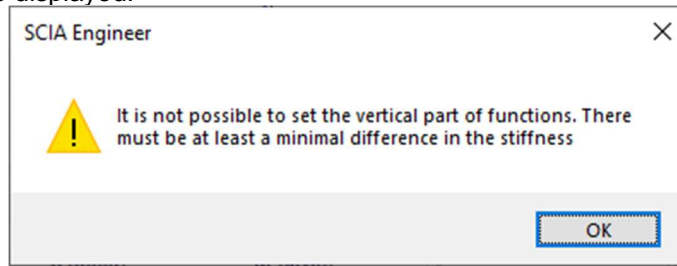 displayed.
SCIA Engineer
It is not possible to set the vertical part of functions. There
must be at least a minimal difference in the stiffness
OK